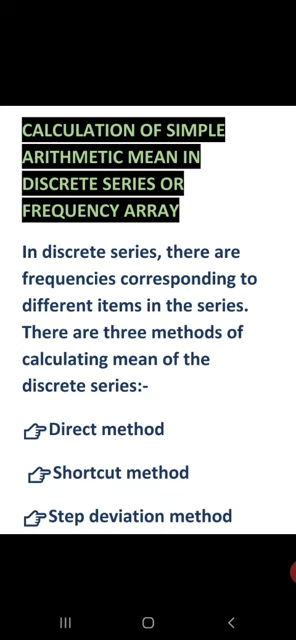 CALCULATION OF SIMPLE
ARITHMETIC MEAN IN
DISCRETE SERIES OR
FREQUENCY ARRAY
In discrete series, there are
frequencies corresponding to
different items in the series.
There are three methods of
calculating mean of the
discrete series:-
Direct method
Shortcut method
Step deviation method